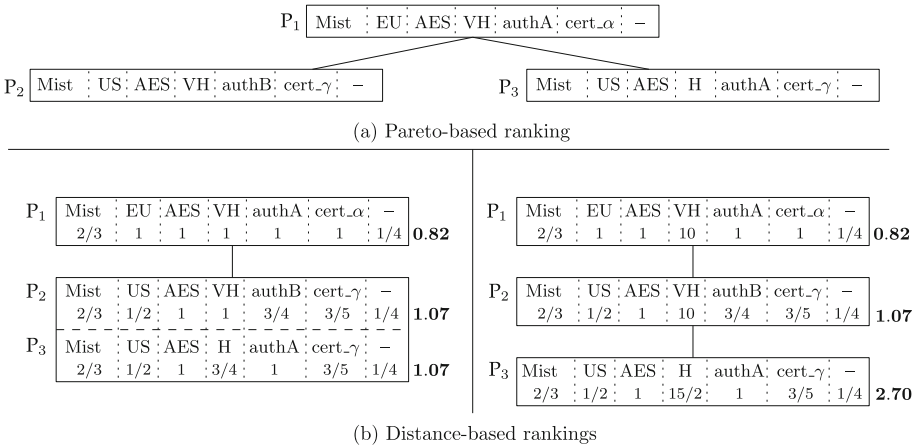 P₁ Mist EU AES VH authA cert_α –
P₂ Mist US AES VH authB cert_γ –
P₃ Mist US AES H authA cert_γ –
(a) Pareto-based ranking
P₁ Mist EU AES VH authA cert_α –
2/3 1 1 1 1 1 1/4 0.82
P₂ Mist US AES VH authB cert_γ –
2/3 1/2 1 1 3/4 3/5 1/4 1.07
P₃ Mist US AES H authA cert_γ –
2/3 1/2 1 3/4 1 3/5 1/4 1.07
P₁ Mist EU AES VH authA cert_α –
2/3 1 1 10 1 1 1/4 0.82
P₂ Mist US AES VH authB cert_γ –
2/3 1/2 1 10 3/4 3/5 1/4 1.07
P₃ Mist US AES H authA cert_γ –
2/3 1/2 1 15/2 1 3/5 1/4 2.70
(b) Distance-based rankings